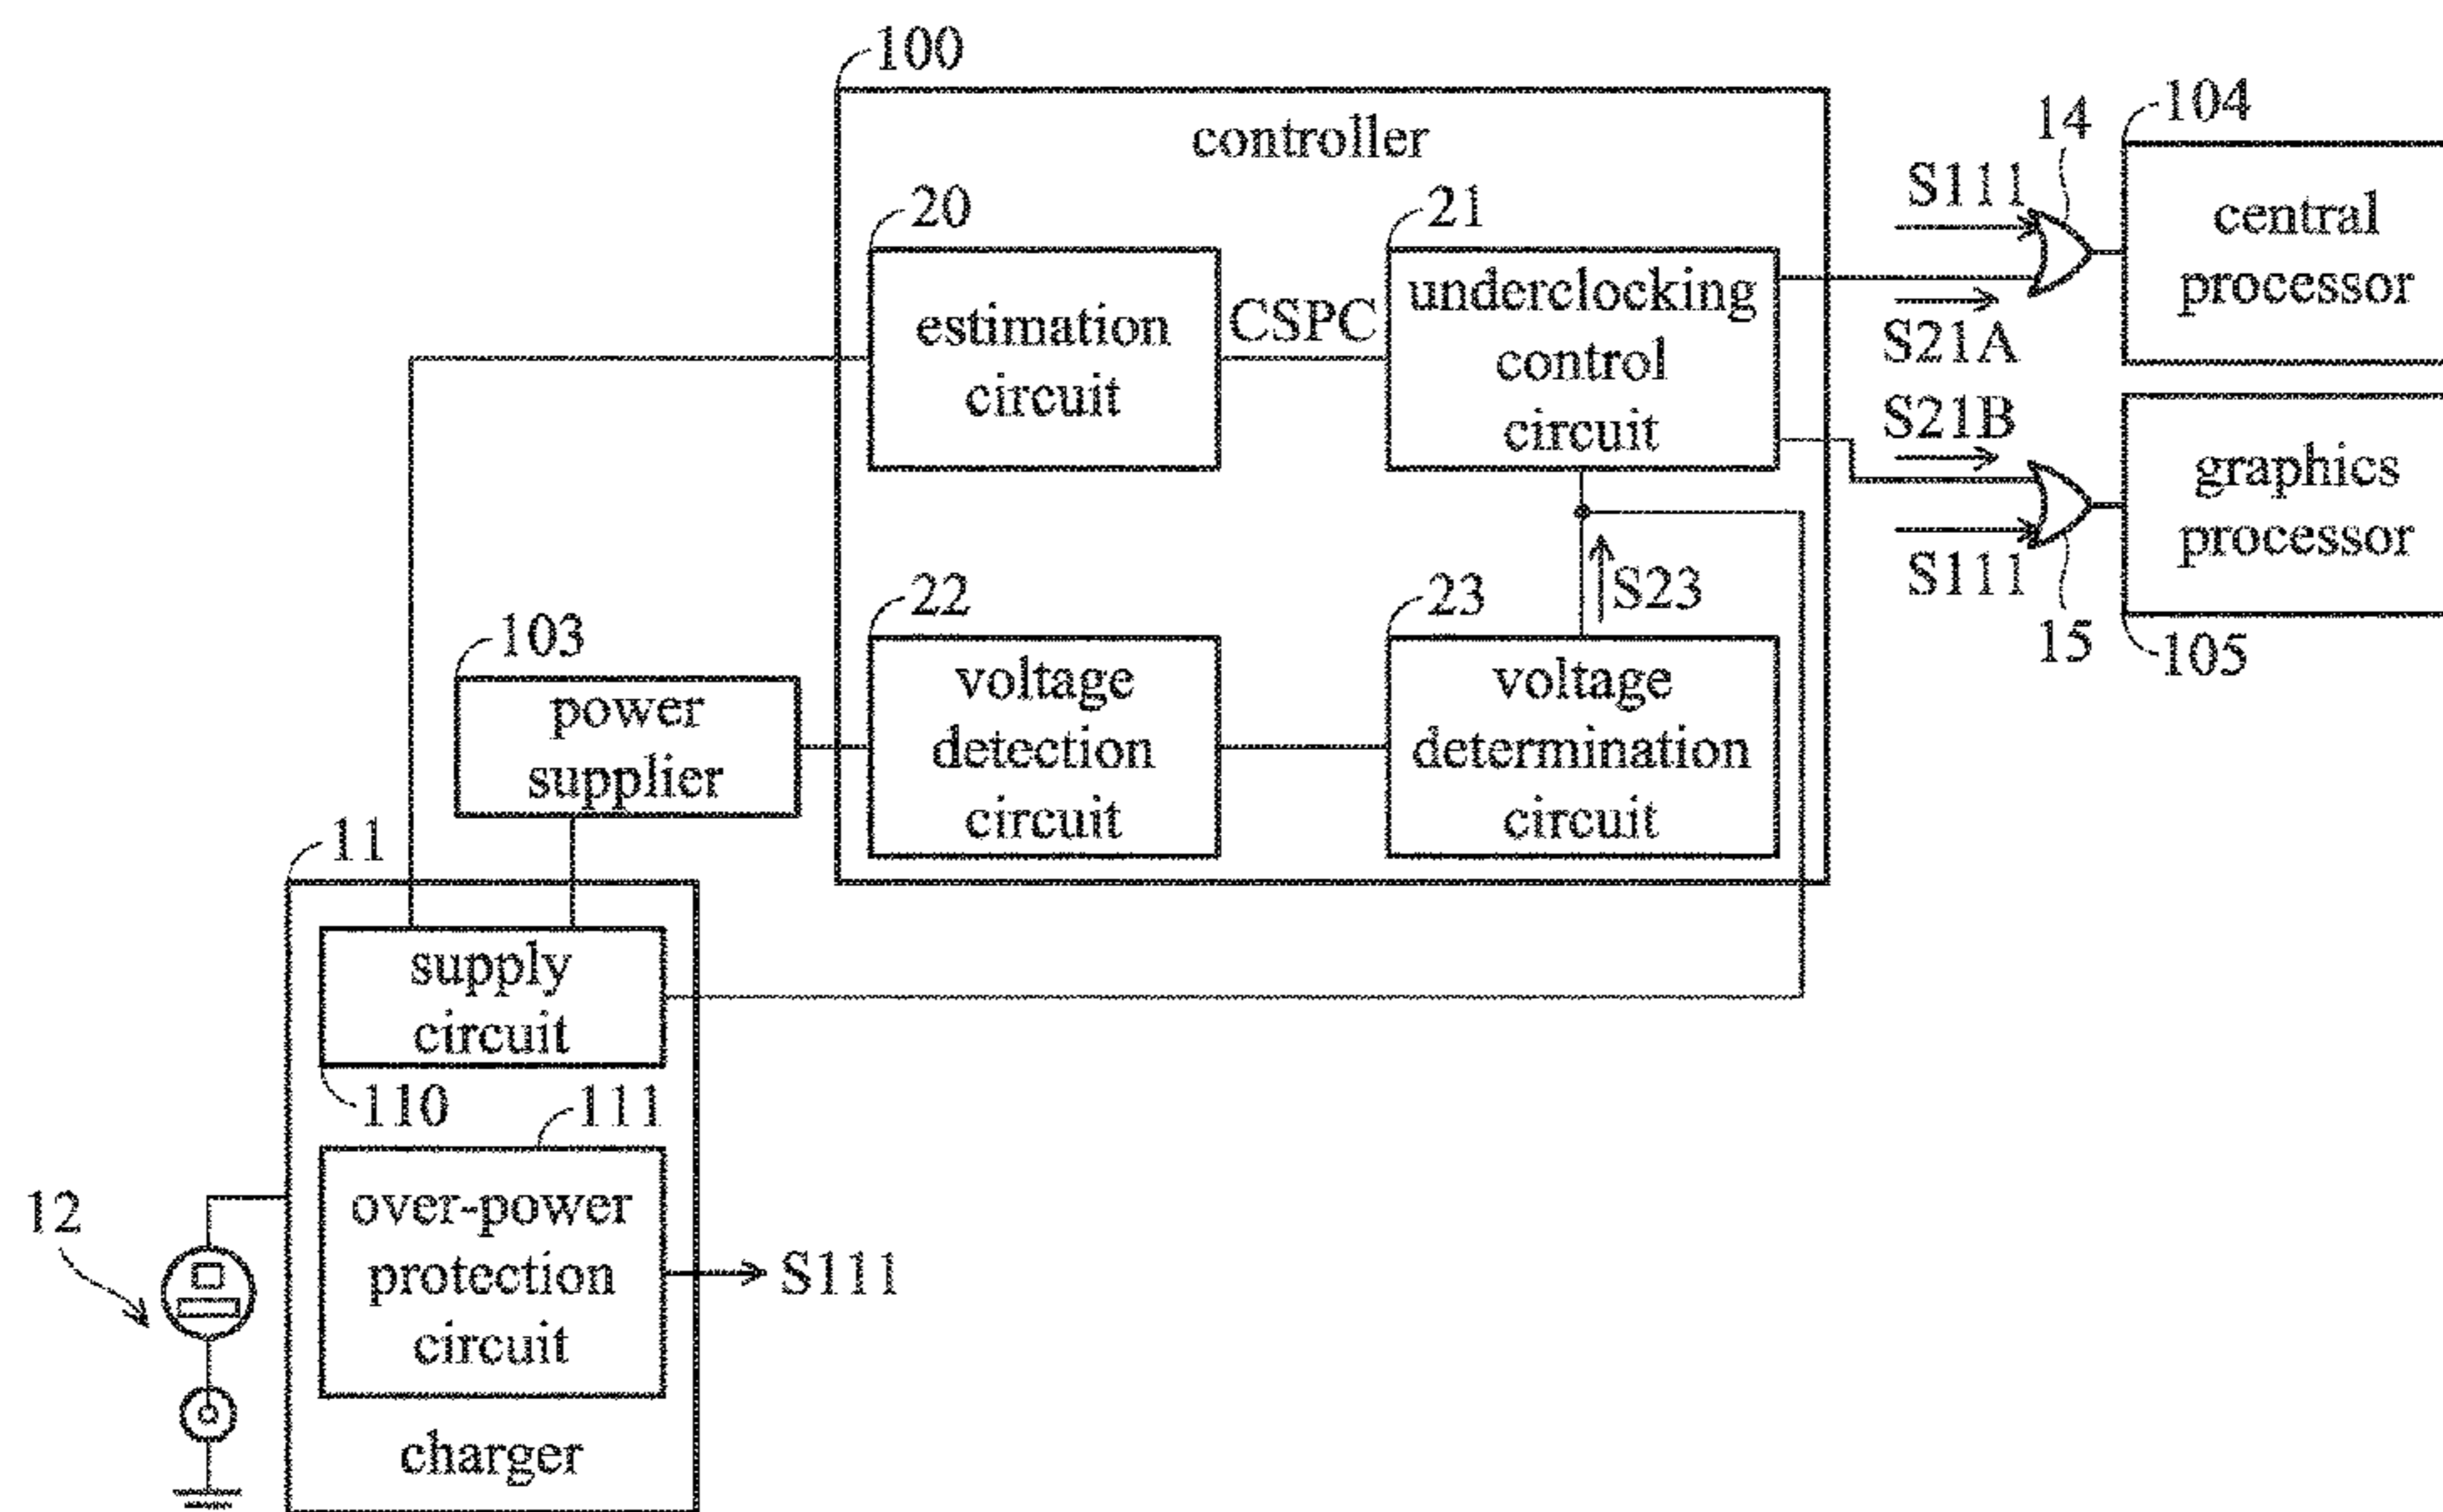 100
controller
20
estimation
circuit
CSPC
21
underclocking
control
circuit
14
104
S111
central
processor
S21A
S21B
graphics
processor
S111
15
105
S23
22
voltage
detection
circuit
23
voltage
determination
circuit
103
power
supplier
11
supply
circuit
110
111
over-power
protection
circuit
S111
charger
12